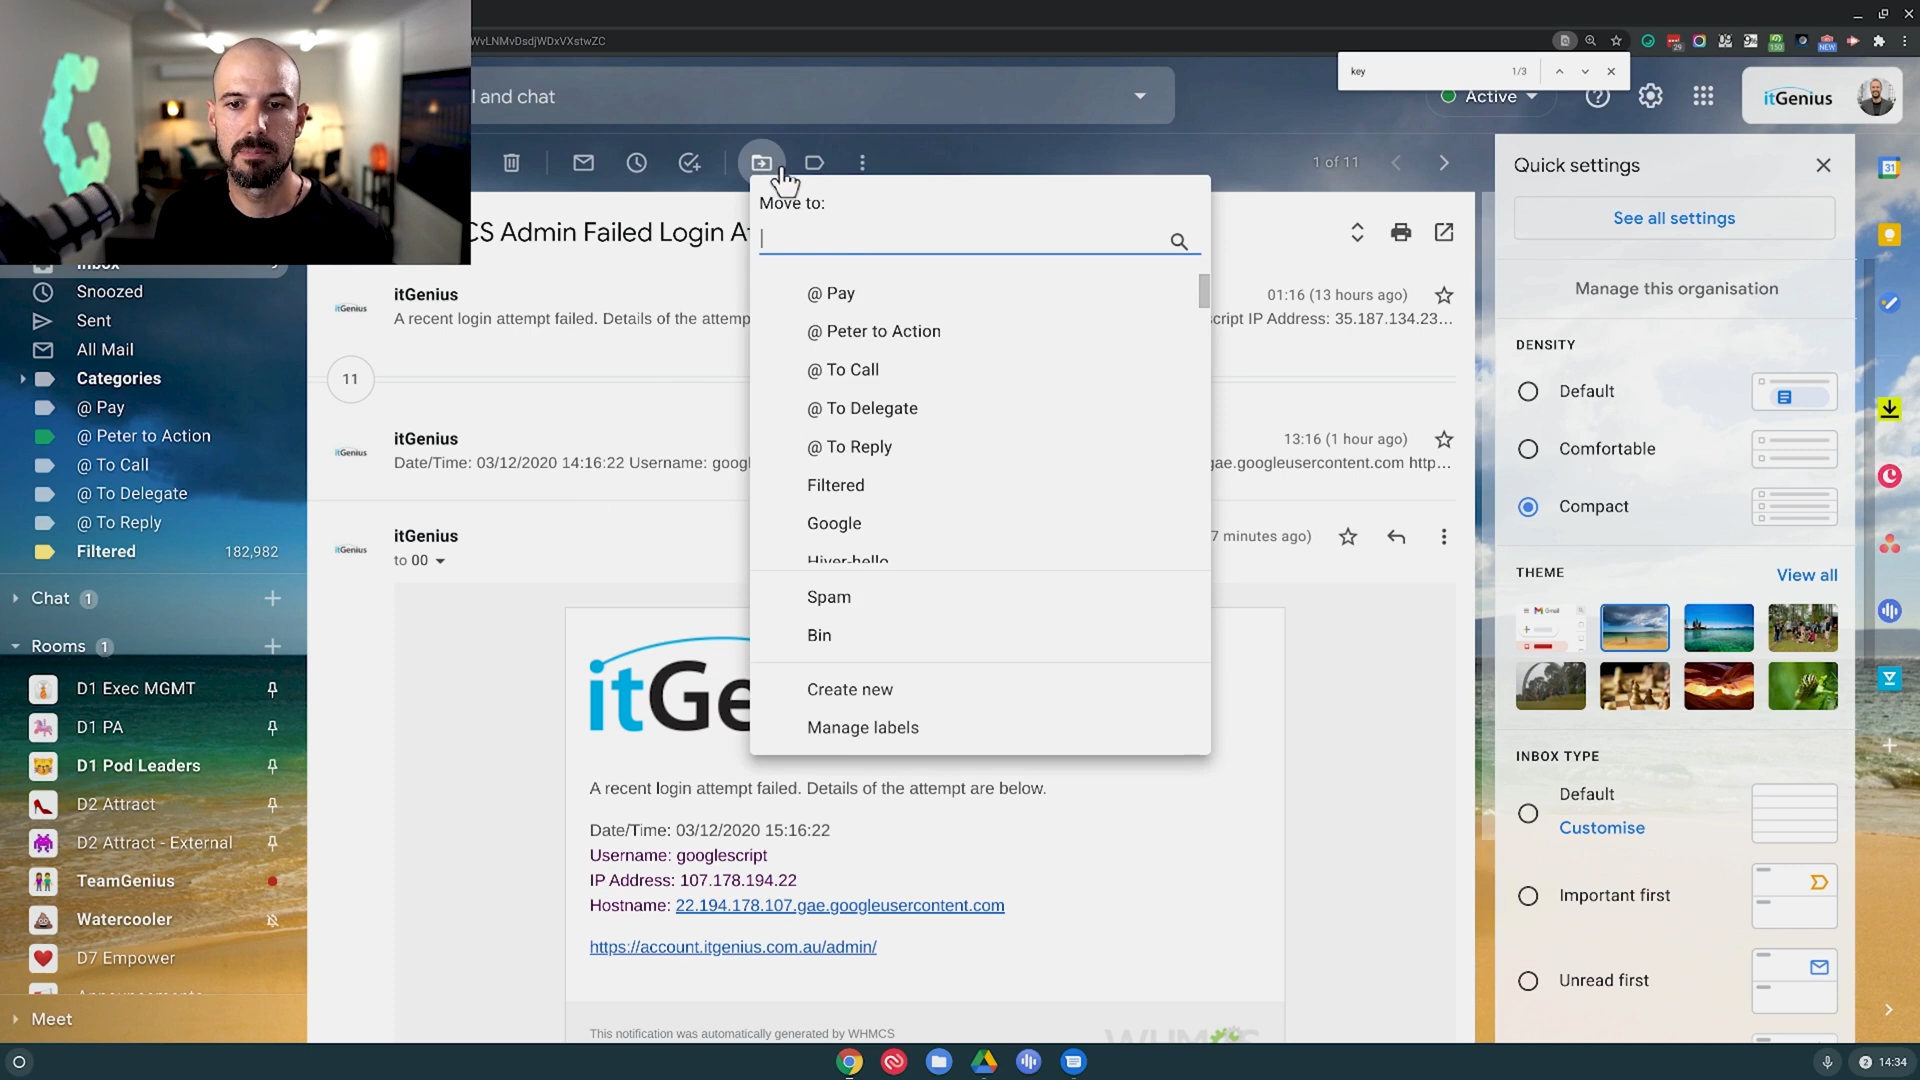 WvLNMvDsdjWDxVXstwZC
key
1/3
29
150
NEW
l and chat
Active
itGenius
1 of 11
Move to:
@ Pay
@ Peter to Action
@ To Call
@ To Delegate
@ To Reply
Filtered
Google
Hiver-hello
Spam
Bin
Create new
Manage labels
Snoozed
Sent
All Mail
Categories
@ Pay
@ Peter to Action
@ To Call
@ To Delegate
@ To Reply
Filtered
182,982
Chat
1
Rooms
1
D1 Exec MGMT
D1 PA
D1 Pod Leaders
D2 Attract
D2 Attract - External
TeamGenius
Watercooler
D7 Empower
Meet
CS Admin Failed Login A
itGenius
01:16 (13 hours ago)
A recent login attempt failed. Details of the attemp
script IP Address: 35.187.134.23...
11
itGenius
13:16 (1 hour ago)
Date/Time: 03/12/2020 14:16:22 Username: googl
gae.googleusercontent.com http...
itGenius
7 minutes ago)
to 00
itGe
A recent login attempt failed. Details of the attempt are below.
Date/Time: 03/12/2020 15:16:22
Username: googlescript
IP Address: 107.178.194.22
Hostname: 22.194.178.107.gae.googleusercontent.com
https://account.itgenius.com.au/admin/
This notification was automatically generated by WHMCS
WHMCS
Quick settings
See all settings
Manage this organisation
DENSITY
Default
Comfortable
Compact
THEME
View all
Gmail
INBOX TYPE
Default
Customise
Important first
Unread first
31
2
14:34